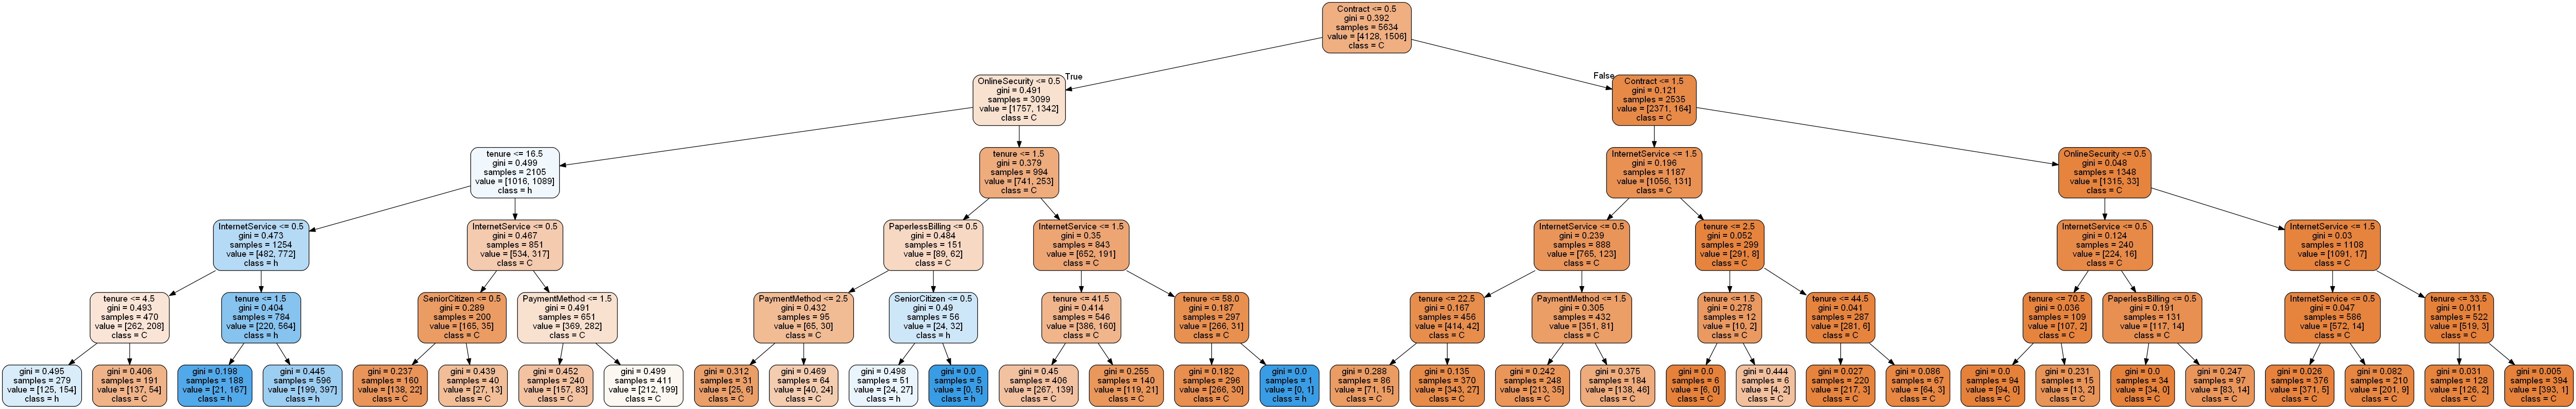 Contract <= 0.5
gini = 0.392
samples = 5634
value = [4128, 1506]
class = C
True
False
OnlineSecurity <= 0.5
gini = 0.491
samples = 3099
value = [1757, 1342]
class = C
Contract <= 1.5
gini = 0.121
samples = 2535
value = [2371, 164]
class = C
tenure <= 16.5
gini = 0.499
samples = 2105
value = [1016, 1089]
class = h
tenure <= 1.5
gini = 0.379
samples = 994
value = [741, 253]
class = C
InternetService <= 1.5
gini = 0.196
samples = 1187
value = [1056, 131]
class = C
OnlineSecurity <= 0.5
gini = 0.048
samples = 1348
value = [1315, 33]
class = C
InternetService <= 0.5
gini = 0.473
samples = 1254
value = [482, 772]
class = h
InternetService <= 0.5
gini = 0.467
samples = 851
value = [534, 317]
class = C
PaperlessBilling <= 0.5
gini = 0.484
samples = 151
value = [89, 62]
class = C
InternetService <= 1.5
gini = 0.35
samples = 843
value = [652, 191]
class = C
InternetService <= 0.5
gini = 0.239
samples = 888
value = [765, 123]
class = C
tenure <= 2.5
gini = 0.052
samples = 299
value = [291, 8]
class = C
InternetService <= 0.5
gini = 0.124
samples = 240
value = [224, 16]
class = C
InternetService <= 1.5
gini = 0.03
samples = 1108
value = [1091, 17]
class = C
tenure <= 4.5
gini = 0.493
samples = 470
value = [262, 208]
class = C
tenure <= 1.5
gini = 0.404
samples = 784
value = [220, 564]
class = h
SeniorCitizen <= 0.5
gini = 0.289
samples = 200
value = [165, 35]
class = C
PaymentMethod <= 1.5
gini = 0.491
samples = 651
value = [369, 282]
class = C
PaymentMethod <= 2.5
gini = 0.432
samples = 95
value = [65, 30]
class = C
SeniorCitizen <= 0.5
gini = 0.49
samples = 56
value = [24, 32]
class = h
tenure <= 41.5
gini = 0.414
samples = 546
value = [386, 160]
class = C
tenure <= 58.0
gini = 0.187
samples = 297
value = [266, 31]
class = C
tenure <= 22.5
gini = 0.167
samples = 456
value = [414, 42]
class = C
PaymentMethod <= 1.5
gini = 0.305
samples = 432
value = [351, 81]
class = C
tenure <= 1.5
gini = 0.278
samples = 12
value = [10, 2]
class = C
tenure <= 44.5
gini = 0.041
samples = 287
value = [281, 6]
class = C
tenure <= 70.5
gini = 0.036
samples = 109
value = [107, 2]
class = C
PaperlessBilling <= 0.5
gini = 0.191
samples = 131
value = [117, 14]
class = C
InternetService <= 0.5
gini = 0.047
samples = 586
value = [572, 14]
class = C
tenure <= 33.5
gini = 0.011
samples = 522
value = [519, 3]
class = C
gini = 0.495
samples = 279
value = [125, 154]
class = h
gini = 0.406
samples = 191
value = [137, 54]
class = C
gini = 0.198
samples = 188
value = [21, 167]
class = h
gini = 0.445
samples = 596
value = [199, 397]
class = h
gini = 0.237
samples = 160
value = [138, 22]
class = C
gini = 0.439
samples = 40
value = [27, 13]
class = C
gini = 0.452
samples = 240
value = [157, 83]
class = C
gini = 0.499
samples = 411
value = [212, 199]
class = C
gini = 0.312
samples = 31
value = [25, 6]
class = C
gini = 0.469
samples = 64
value = [40, 24]
class = C
gini = 0.498
samples = 51
value = [24, 27]
class = h
gini = 0.0
samples = 5
value = [0, 5]
class = h
gini = 0.45
samples = 406
value = [267, 139]
class = C
gini = 0.255
samples = 140
value = [119, 21]
class = C
gini = 0.182
samples = 296
value = [266, 30]
class = C
gini = 0.0
samples = 1
value = [0, 1]
class = h
gini = 0.288
samples = 86
value = [71, 15]
class = C
gini = 0.135
samples = 370
value = [343, 27]
class = C
gini = 0.242
samples = 248
value = [213, 35]
class = C
gini = 0.375
samples = 184
value = [138, 46]
class = C
gini = 0.0
samples = 6
value = [6, 0]
class = C
gini = 0.444
samples = 6
value = [4, 2]
class = C
gini = 0.027
samples = 220
value = [217, 3]
class = C
gini = 0.086
samples = 67
value = [64, 3]
class = C
gini = 0.0
samples = 94
value = [94, 0]
class = C
gini = 0.231
samples = 15
value = [13, 2]
class = C
gini = 0.0
samples = 34
value = [34, 0]
class = C
gini = 0.247
samples = 97
value = [83, 14]
class = C
gini = 0.026
samples = 376
value = [371, 5]
class = C
gini = 0.082
samples = 210
value = [201, 9]
class = C
gini = 0.031
samples = 128
value = [126, 2]
class = C
gini = 0.005
samples = 394
value = [393, 1]
class = C